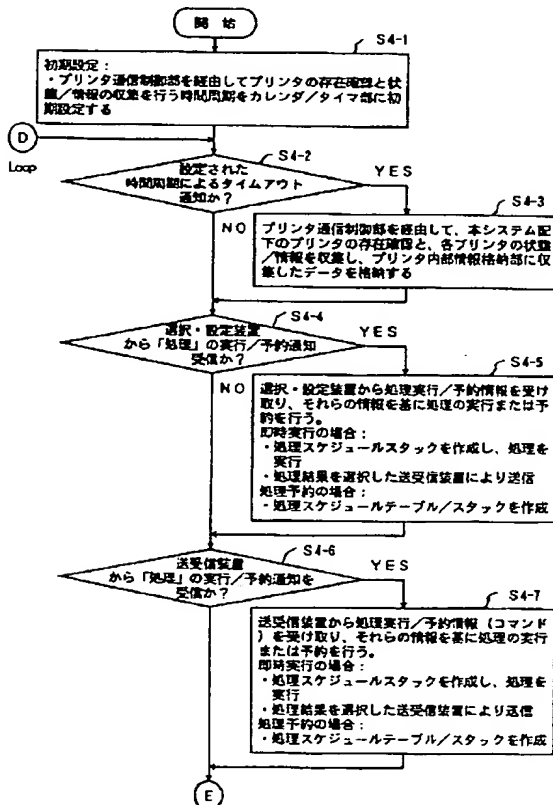 開　始
S4-1
初期設定：
・プリンタ通信制御部を経由してプリンタの存在確認と状
態／情報の収集を行う時間周期をカレンダ／タイマ部に初
期設定する
D
Loop
S4-2
設定された
時間周期によるタイムアウト
通知か？
YES
NO
S4-3
プリンタ通信制御部を経由して、本システム配
下のプリンタの存在確認と、各プリンタの状態
／情報を収集し、プリンタ内部情報格納部に収
集したデータを格納する
S4-4
選択・設定装置
から「処理」の実行／予約通知
受信か？
YES
NO
S4-5
選択・設定装置から処理実行／予約情報を受け
取り、それらの情報を基に処理の実行または予
約を行う。
即時実行の場合：
・処理スケジュールスタックを作成し、処理を
実行
・処理結果を選択した送受信装置により送信
処理予約の場合：
・処理スケジュールテーブル／スタックを作成
S4-6
送受信装置
から「処理」の実行／予約通知を
受信か？
YES
S4-7
送受信装置から処理実行／予約情報（コマンド
）を受け取り、それらの情報を基に処理の実行
または予約を行う。
即時実行の場合：
・処理スケジュールスタックを作成し、処理を
実行
・処理結果を選択した送受信装置により返信
処理予約の場合：
・処理スケジュールテーブル／スタックを作成
E